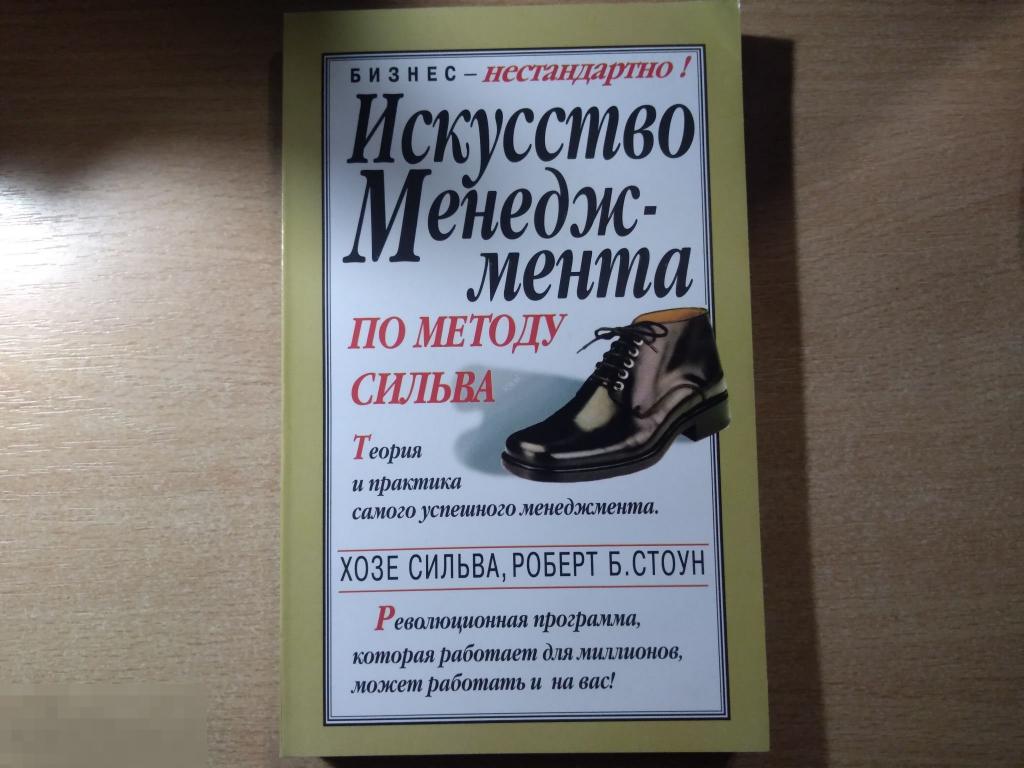 БИЗНЕС – нестандартно!
Искусство
Менедж-
мента
ПО МЕТОДУ
СИЛЬВА
Теория
и практика
самого успешного менеджмента.
ХОЗЕ СИЛЬВА, РОБЕРТ Б.СТОУН
Революционная программа,
которая работает для миллионов,
может работать и на вас!